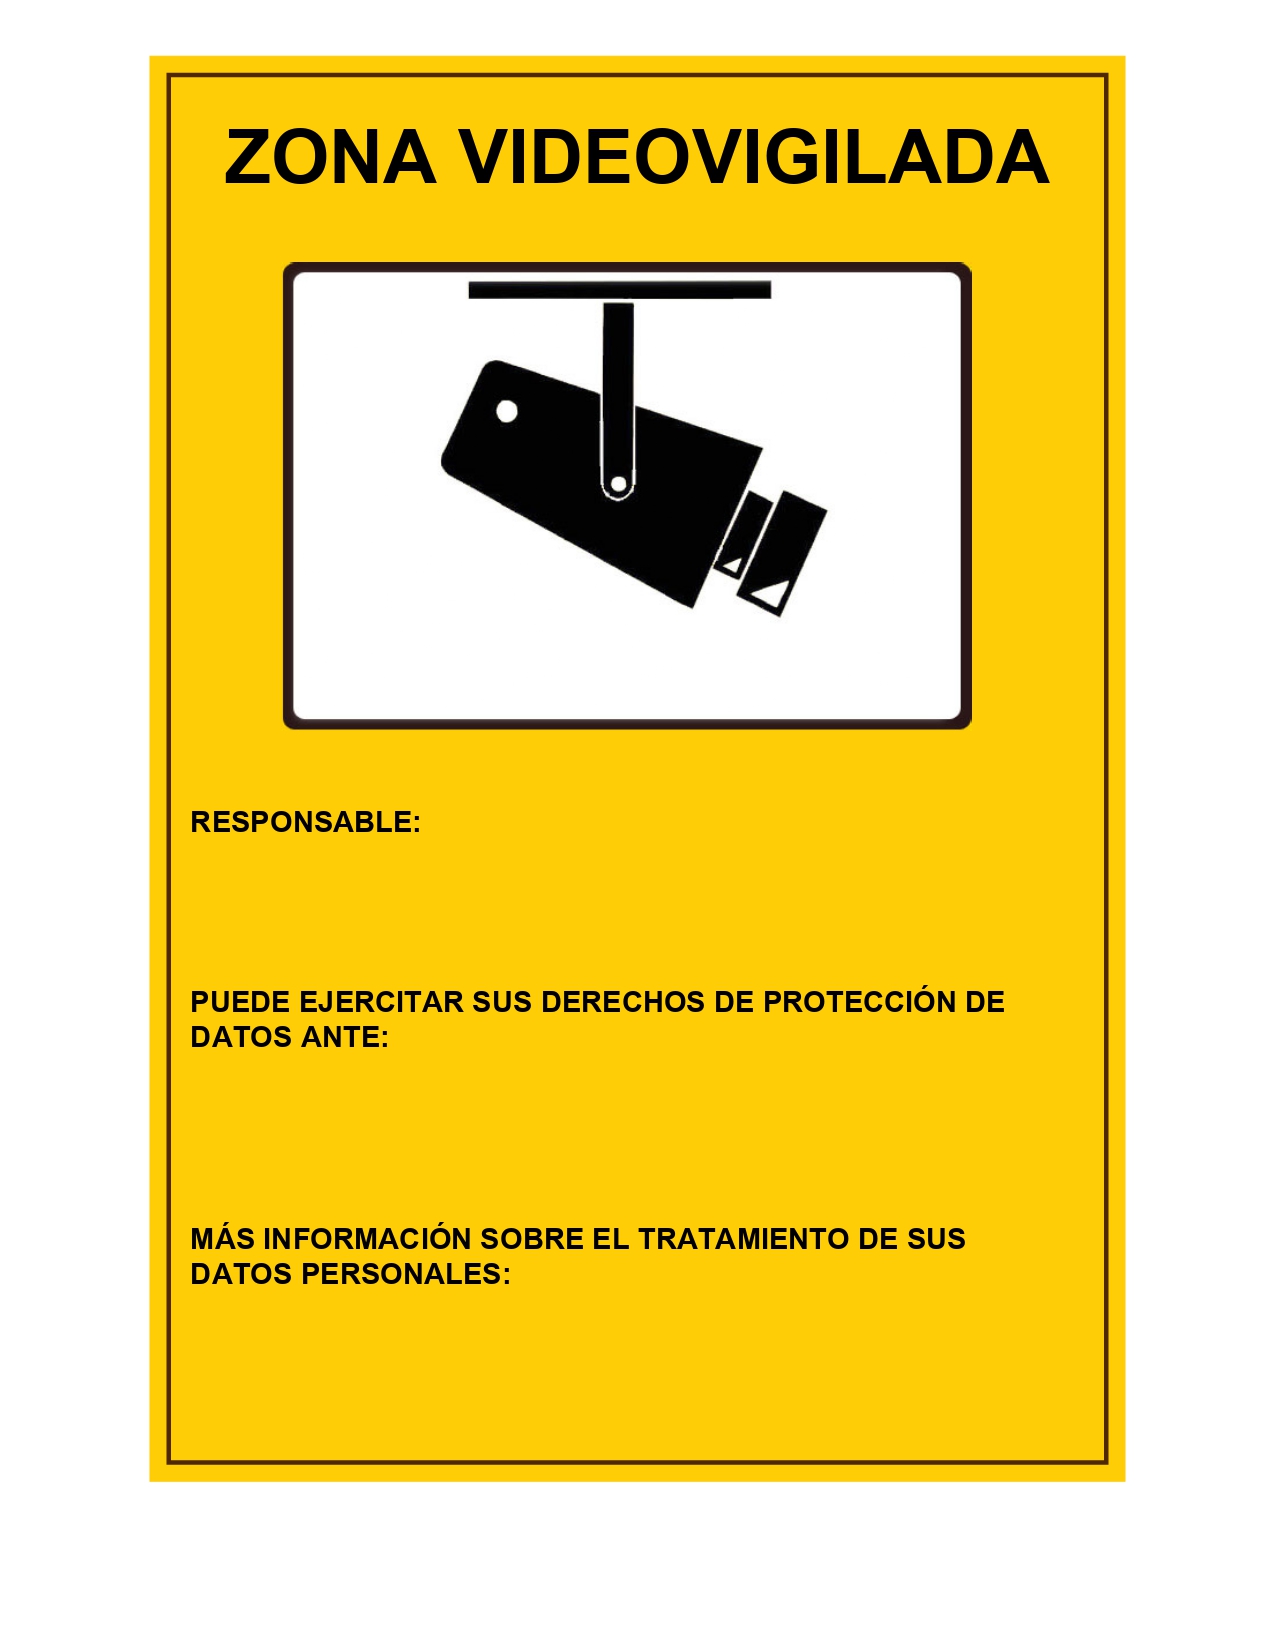 ZONA VIDEOVIGILADA
RESPONSABLE:
PUEDE EJERCITAR SUS DERECHOS DE PROTECCIÓN DE
DATOS ANTE:
MÁS INFORMACIÓN SOBRE EL TRATAMIENTO DE SUS
DATOS PERSONALES: